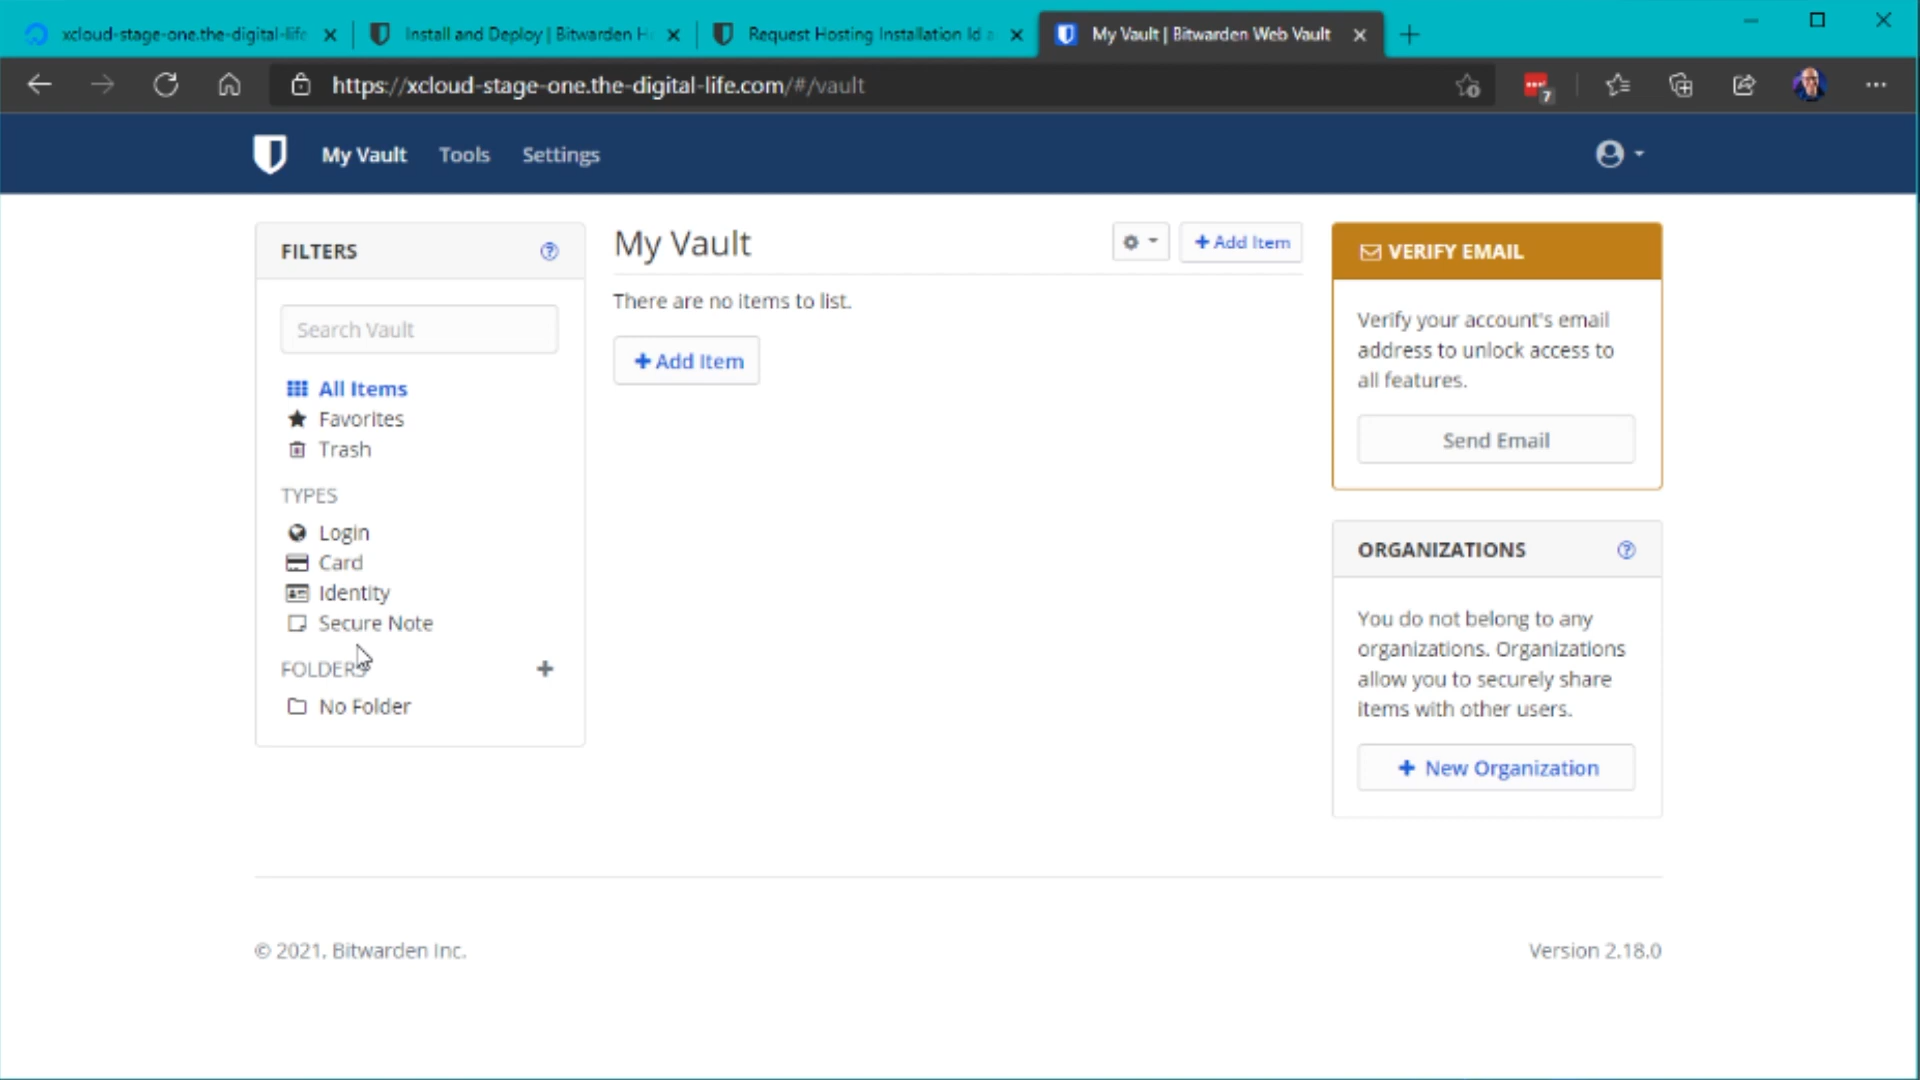 xcloud-stage-one.the-digital-life
Install and Deploy | Bitwarden H
Request Hosting Installation Id a
My Vault | Bitwarden Web Vault
https://xcloud-stage-one.the-digital-life.com/#/vault
7
My Vault
Tools
Settings
FILTERS
Search Vault
All Items
Favorites
Trash
TYPES
Login
Card
Identity
Secure Note
FOLDERS
No Folder
My Vault
Add Item
There are no items to list.
Add Item
VERIFY EMAIL
Verify your account's email
address to unlock access to
all features.
Send Email
ORGANIZATIONS
You do not belong to any
organizations. Organizations
allow you to securely share
items with other users.
New Organization
© 2021, Bitwarden Inc.
Version 2.18.0